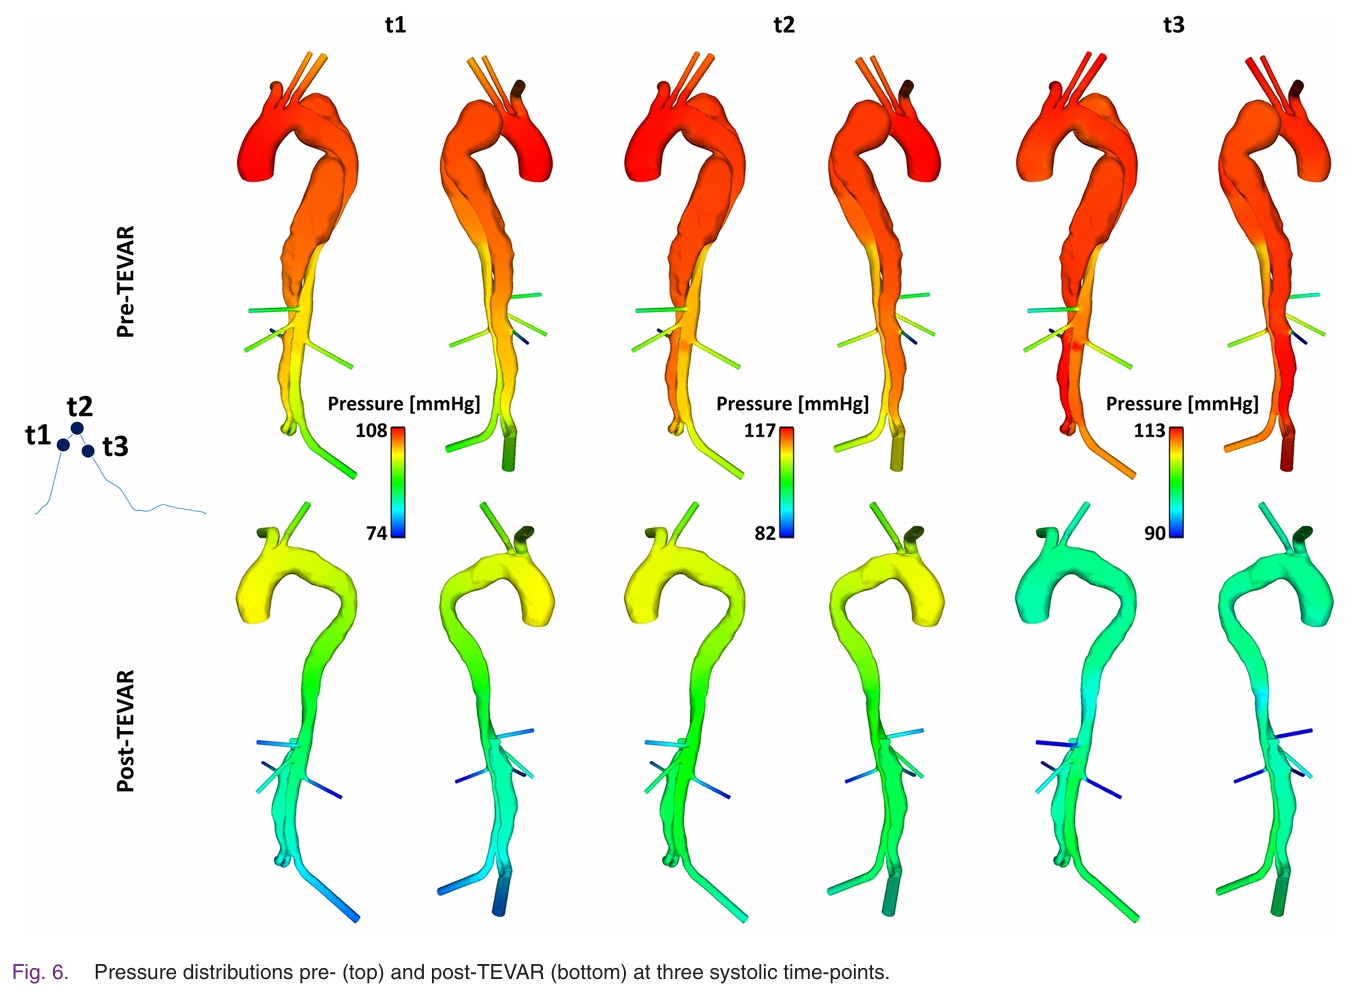 t1 t2 t3
Pre-TEVAR
t2
t1 t3
Pressure [mmHg] Pressure [mmHg] Pressure [mmHg]
108 117 113
74 82 90
Post-TEVAR
Fig. 6. Pressure distributions pre- (top) and post-TEVAR (bottom) at three systolic time-points.